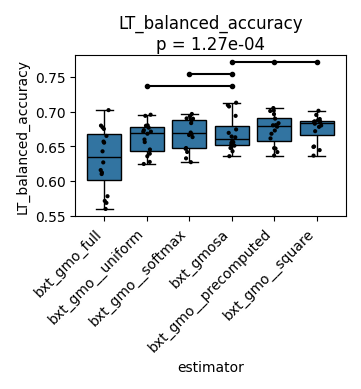 LT_balanced_accuracy
p = 1.27e-04
LT_balanced_accuracy
0.75
0.70
0.65
0.60
0.55
bxt_gmo_full
bxt_gmo__uniform
bxt_gmo__softmax
bxt_gmosa
bxt_gmo__precomputed
bxt_gmo__square
estimator